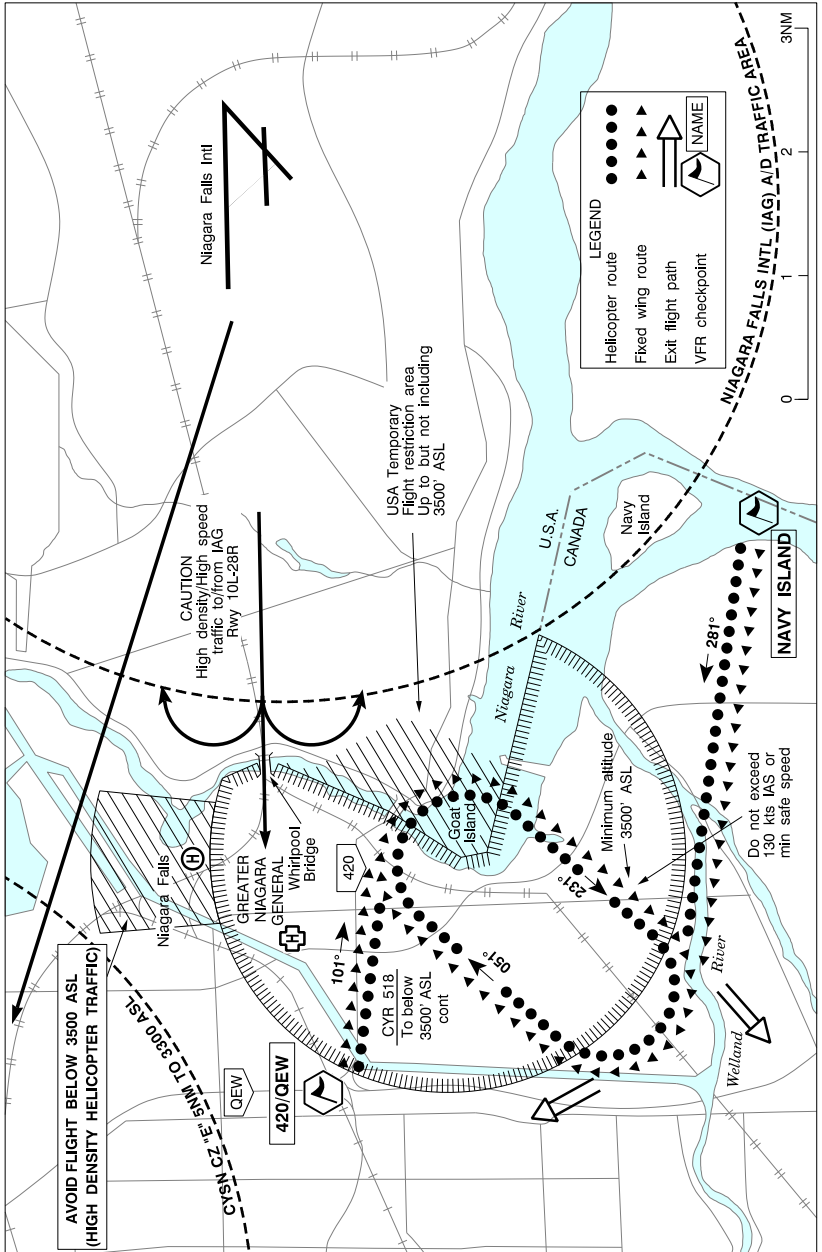 AVOID FLIGHT BELOW 3500 ASL
(HIGH DENSITY HELICOPTER TRAFFIC)
CYSN CZ "E" 5NM TO 3300 ASL
Niagara Falls
H
QEW
420/QEW
GREATER
NIAGARA
GENERAL
H
Whirlpool
Bridge
420
101°
CYR 518
To below
3500' ASL
cont
051°
231°
Goat
Island
CAUTION
High density/High speed
traffic to/from IAG
Rwy 10L-28R
Niagara Falls Intl
USA Temporary
Flight restriction area
Up to but not including
3500' ASL
Niagara
River
U.S.A.
CANADA
Navy
Island
Minimum altitude
3500' ASL
Do not exceed
130 kts IAS or
min safe speed
281°
NAVY ISLAND
Welland
River
LEGEND
Helicopter route
Fixed wing route
Exit flight path
VFR checkpoint
NAME
NIAGARA FALLS INTL (IAG) A/D TRAFFIC AREA
0
1
2
3NM